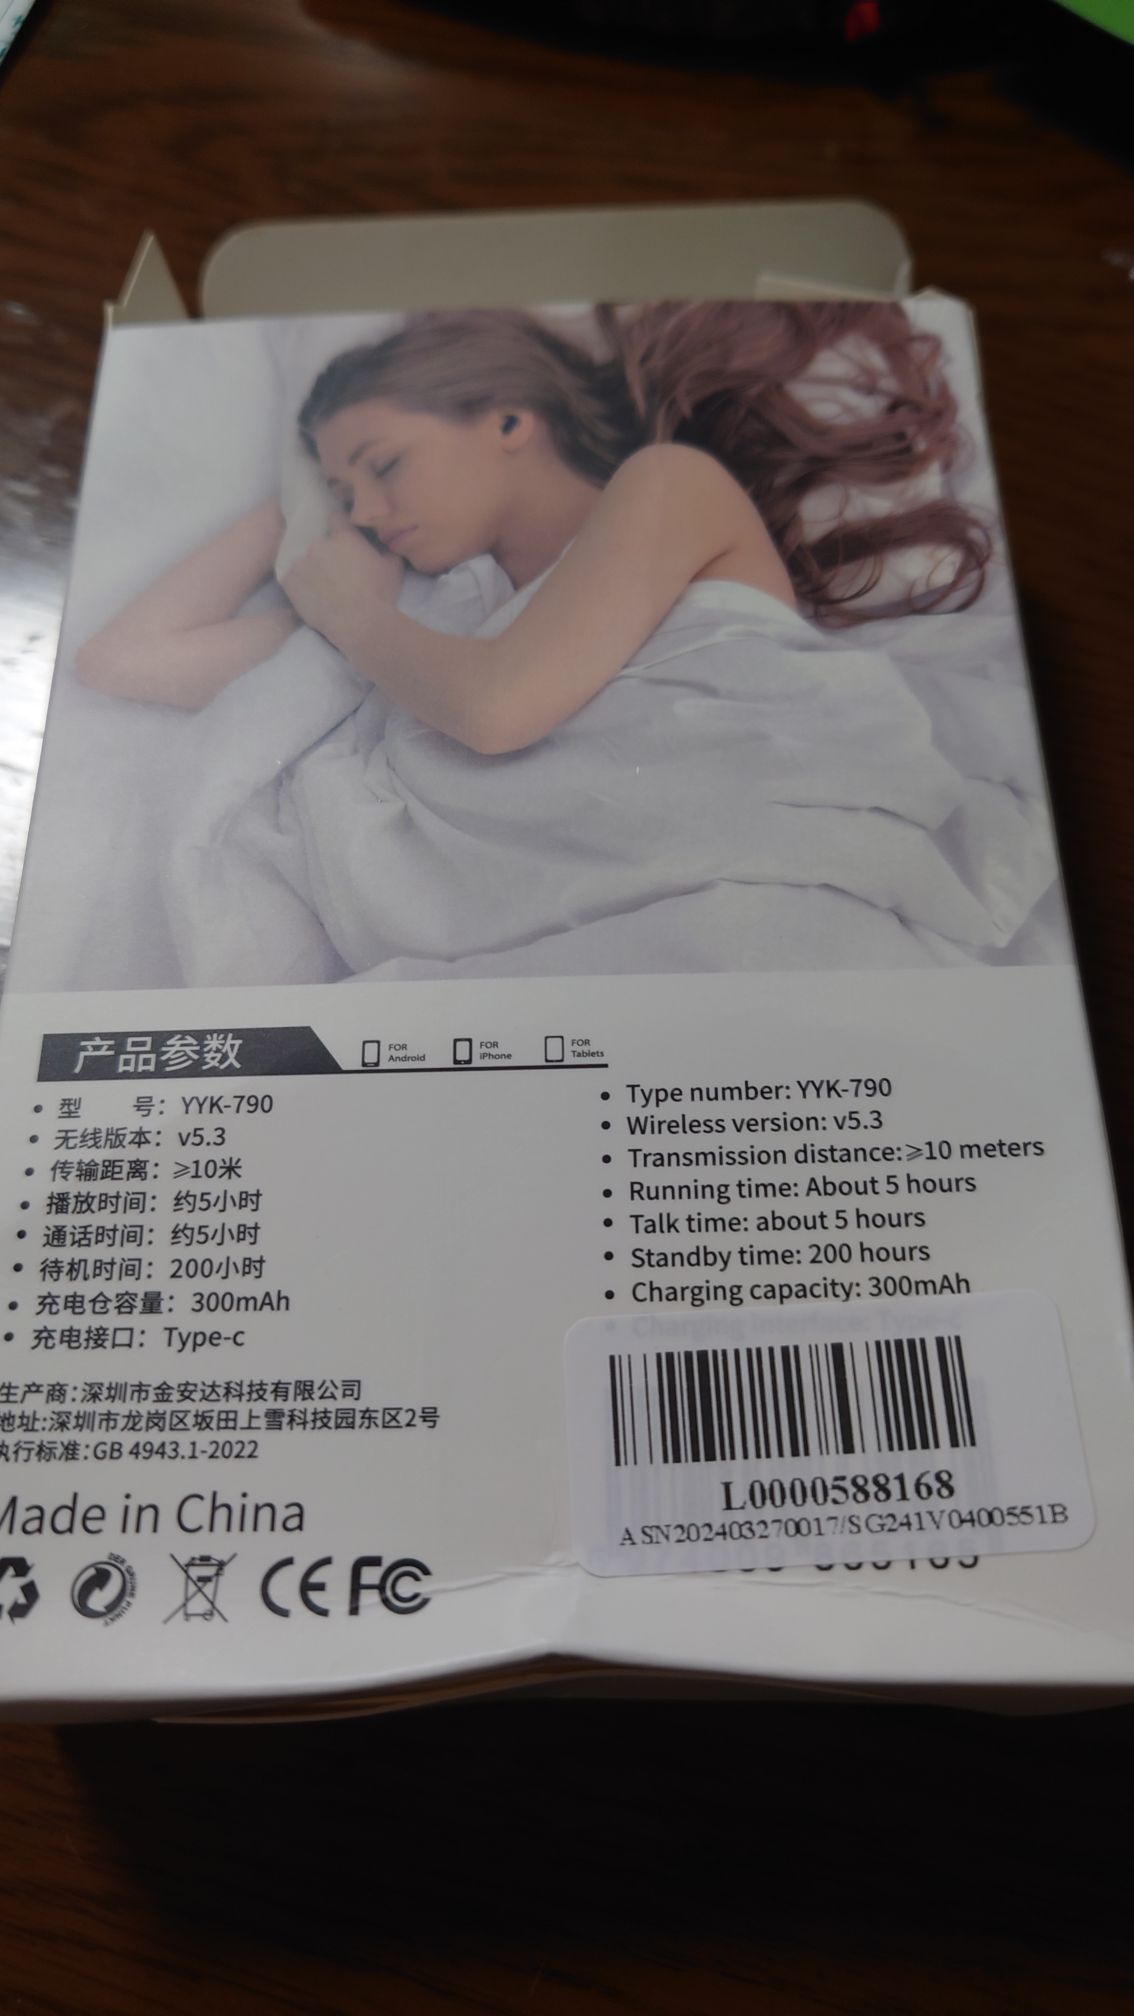 产品参数
FOR Android
FOR iPhone
FOR Tablets
• 型 号：YYK-790
• 无线版本：v5.3
• 传输距离：≥10米
• 播放时间：约5小时
• 通话时间：约5小时
• 待机时间：200小时
• 充电仓容量：300mAh
• 充电接口：Type-c
生产商：深圳市金安达科技有限公司
地址:深圳市龙岗区坂田上雪科技园东区2号
执行标准：GB 4943.1-2022
Made in China
CE FC
• Type number: YYK-790
• Wireless version: v5.3
• Transmission distance:≥10 meters
• Running time: About 5 hours
• Talk time: about 5 hours
• Standby time: 200 hours
• Charging capacity: 300mAh
• Charging interface: Type-c
L0000588168
ASN202403270017/SG241V0400551B